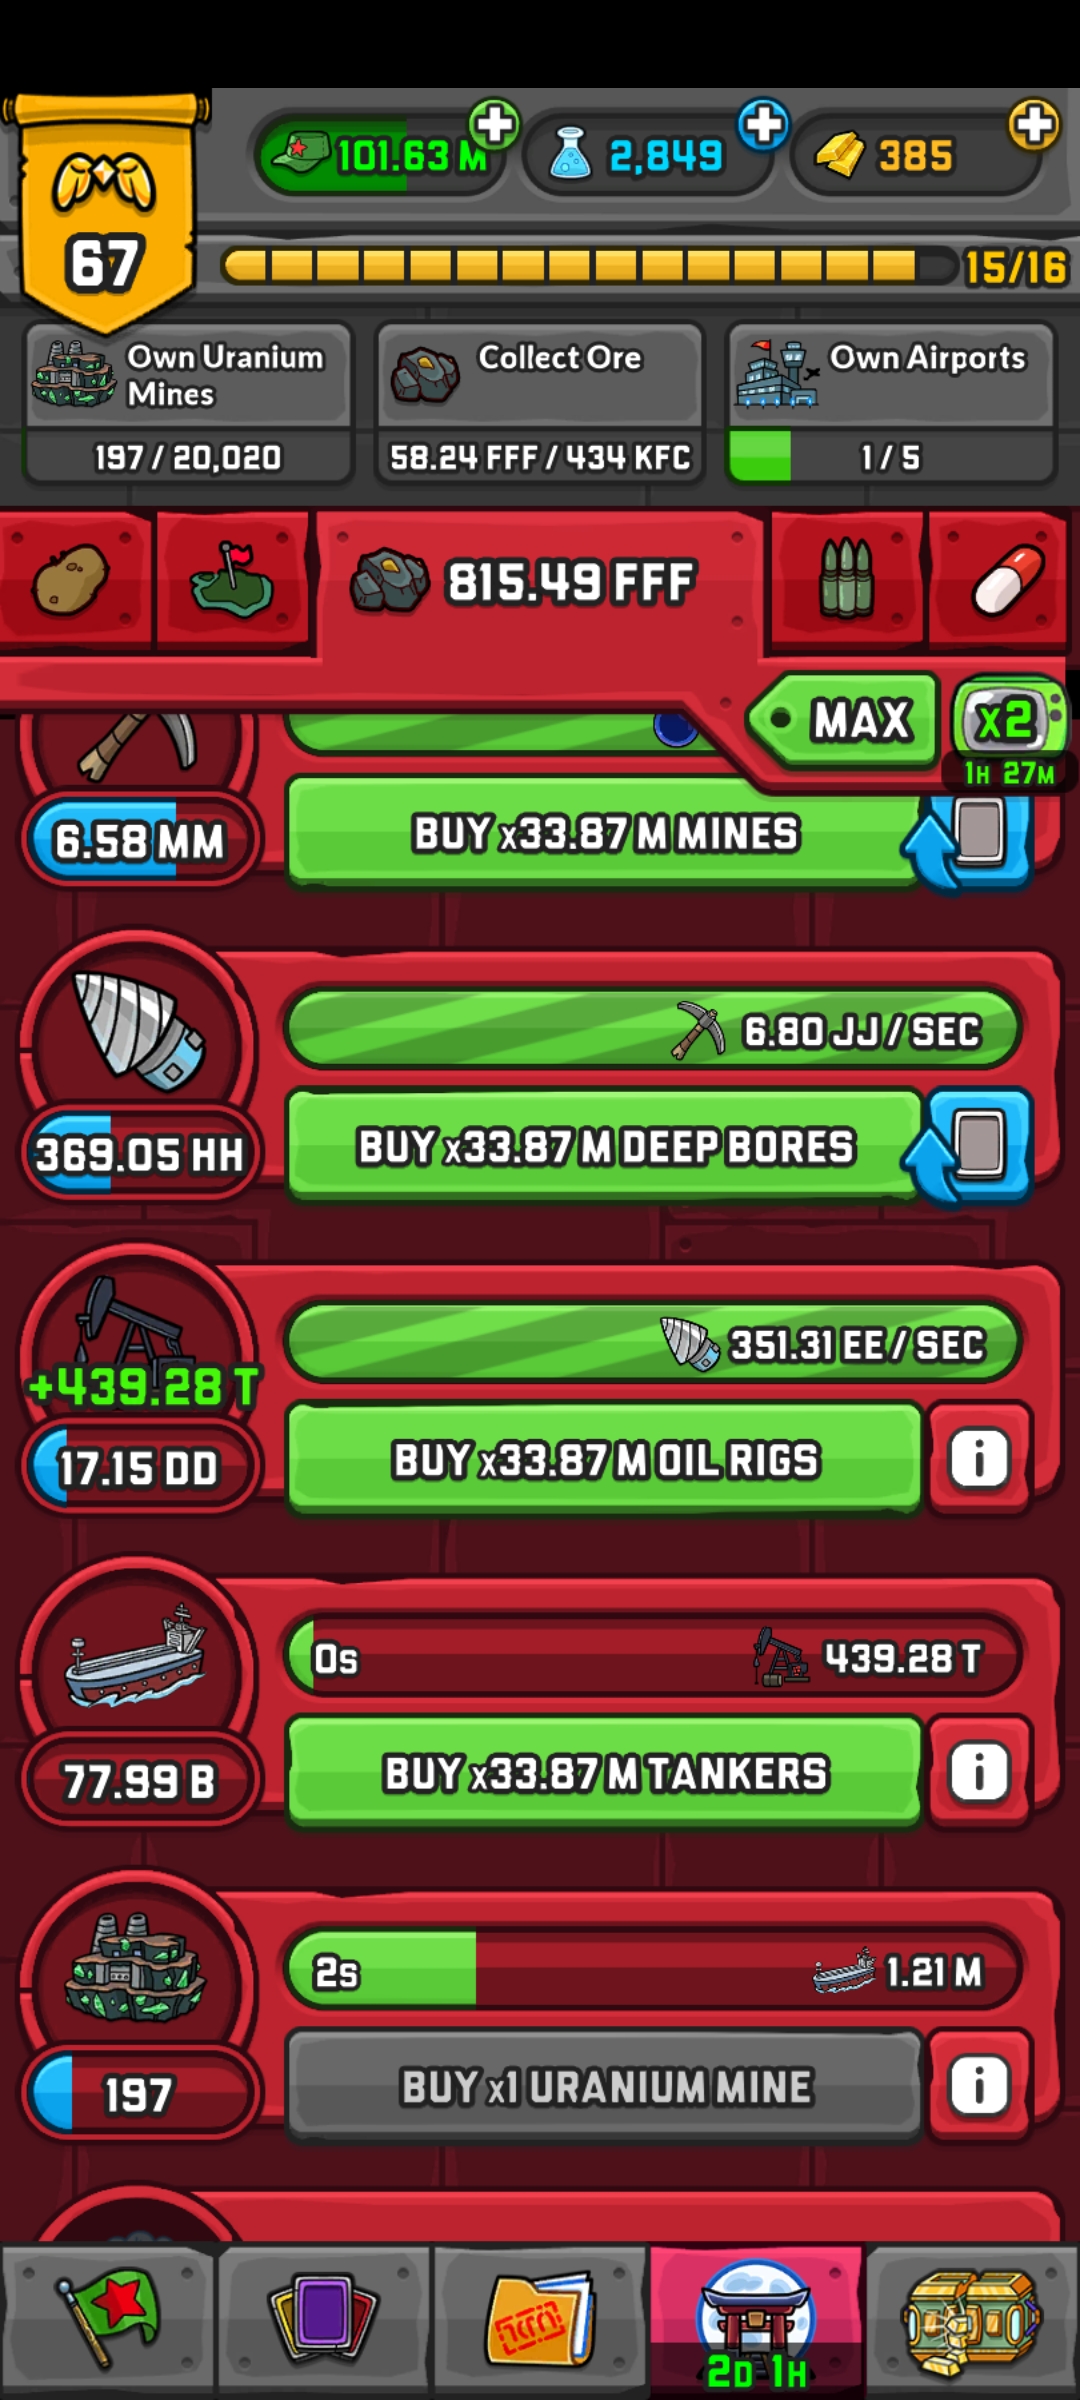 101.63 M
2,849
385
67
15/16
Own Uranium
Mines
197 / 20,020
Collect Ore
58.24 FFF / 434 KFC
Own Airports
1 / 5
815.49 FFF
MAX
x2
1H 27M
6.58 MM
BUY x33.87 M MINES
6.80 JJ / SEC
369.05 HH
BUY x33.87 M DEEP BORES
351.31 EE / SEC
+439.28 T
17.15 DD
BUY x33.87 M OIL RIGS
i
0s
439.28 T
77.99 B
BUY x33.87 M TANKERS
i
2s
1.21 M
197
BUY x1 URANIUM MINE
i
2D 1H